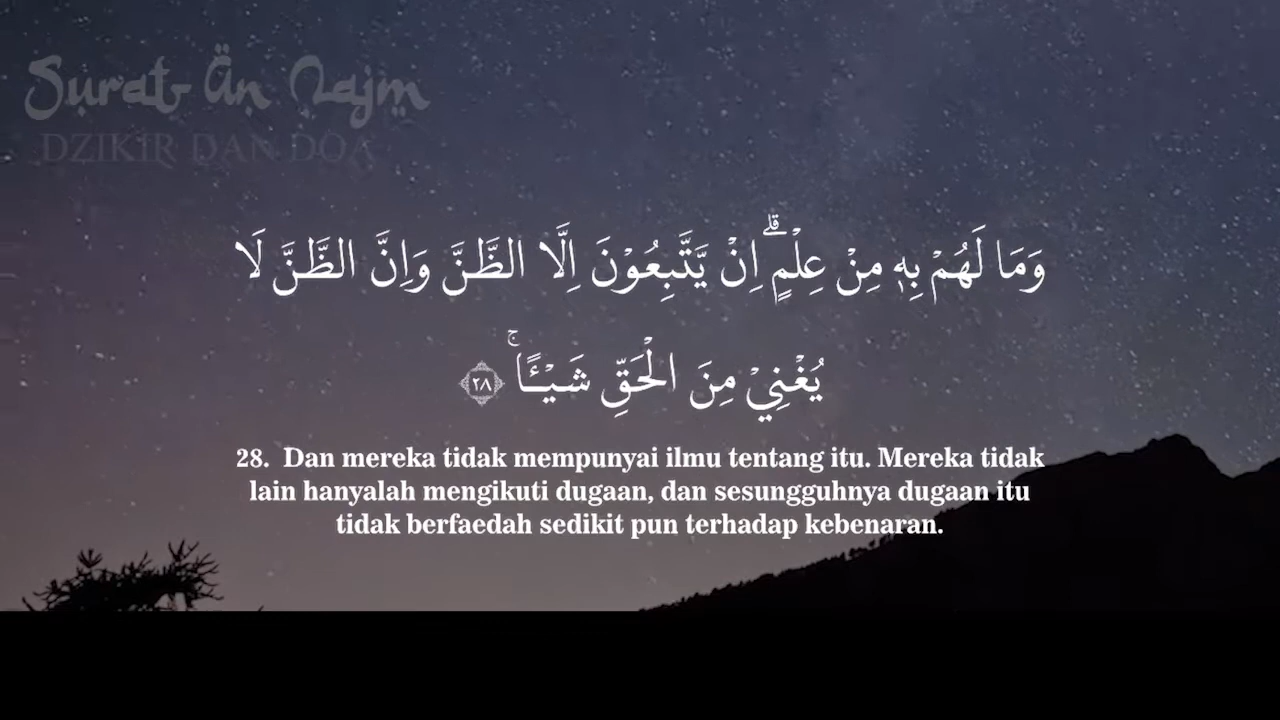 Surat An Najm
DZIKIR DAN DOA
وَمَا لَهُمْ بِهٖ مِنْ عِلْمٍۗ اِنْ يَّتَّبِعُوْنَ اِلَّا الظَّنَّ وَاِنَّ الظَّنَّ لَا
يُغْنِيْ مِنَ الْحَقِّ شَيْـًٔاۚ ٢٨
28. Dan mereka tidak mempunyai ilmu tentang itu. Mereka tidak
lain hanyalah mengikuti dugaan, dan sesungguhnya dugaan itu
tidak berfaedah sedikit pun terhadap kebenaran.